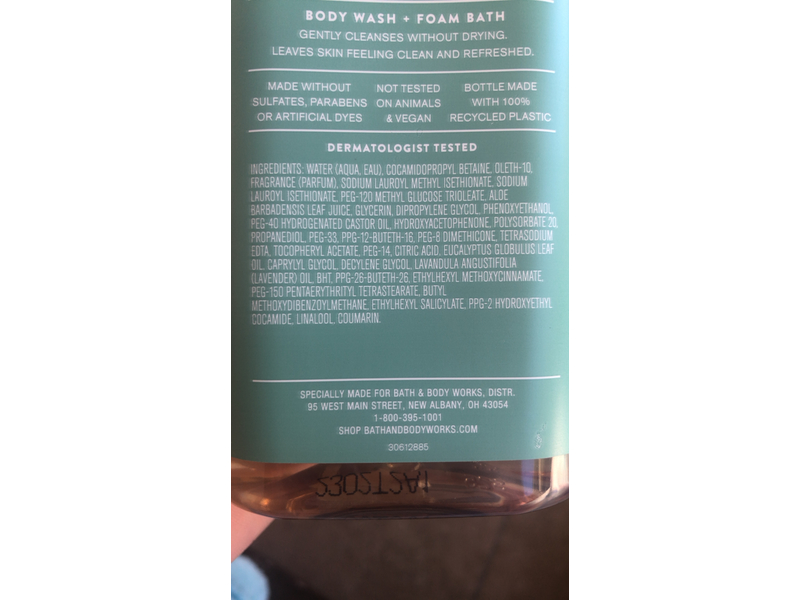 BODY WASH + FOAM BATH
GENTLY CLEANSES WITHOUT DRYING.
LEAVES SKIN FEELING CLEAN AND REFRESHED.
MADE WITHOUT
SULFATES, PARABENS
OR ARTIFICIAL DYES
NOT TESTED
ON ANIMALS
& VEGAN
BOTTLE MADE
WITH 100%
RECYCLED PLASTIC
DERMATOLOGIST TESTED
INGREDIENTS: WATER (AQUA, EAU), COCAMIDOPROPYL BETAINE, OLETH-10,
FRAGRANCE (PARFUM), SODIUM LAUROYL METHYL ISETHIONATE, SODIUM
LAUROYL ISETHIONATE, PEG-120 METHYL GLUCOSE TRIOLEATE, ALOE
BARBADENSIS LEAF JUICE, GLYCERIN, DIPROPYLENE GLYCOL, PHENOXYETHANOL,
PEG-40 HYDROGENATED CASTOR OIL, HYDROXYACETOPHENONE, POLYSORBATE 20,
PROPANEDIOL, PEG-33, PPG-12-BUTETH-16, PEG-8 DIMETHICONE, TETRASODIUM
EDTA, TOCOPHERYL ACETATE, PEG-14, CITRIC ACID, EUCALYPTUS GLOBULUS LEAF
OIL, CAPRYLYL GLYCOL, DECYLENE GLYCOL, LAVANDULA ANGUSTIFOLIA
(LAVENDER) OIL, BHT, PPG-26-BUTETH-26, ETHYLHEXYL METHOXYCINNAMATE,
PEG-150 PENTAERYTHRITYL TETRASTEARATE, BUTYL
METHOXYDIBENZOYLMETHANE, ETHYLHEXYL SALICYLATE, PPG-2 HYDROXYETHYL
COCAMIDE, LINALOOL, COUMARIN.
SPECIALLY MADE FOR BATH & BODY WORKS, DISTR.
95 WEST MAIN STREET, NEW ALBANY, OH 43054
1-800-395-1001
SHOP BATHANDBODYWORKS.COM
30612885